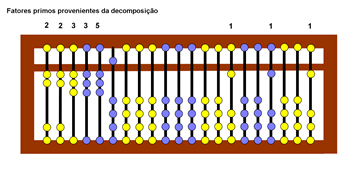 Fatores primos provenientes da decomposição
2 2 3 3 5 1 1 1